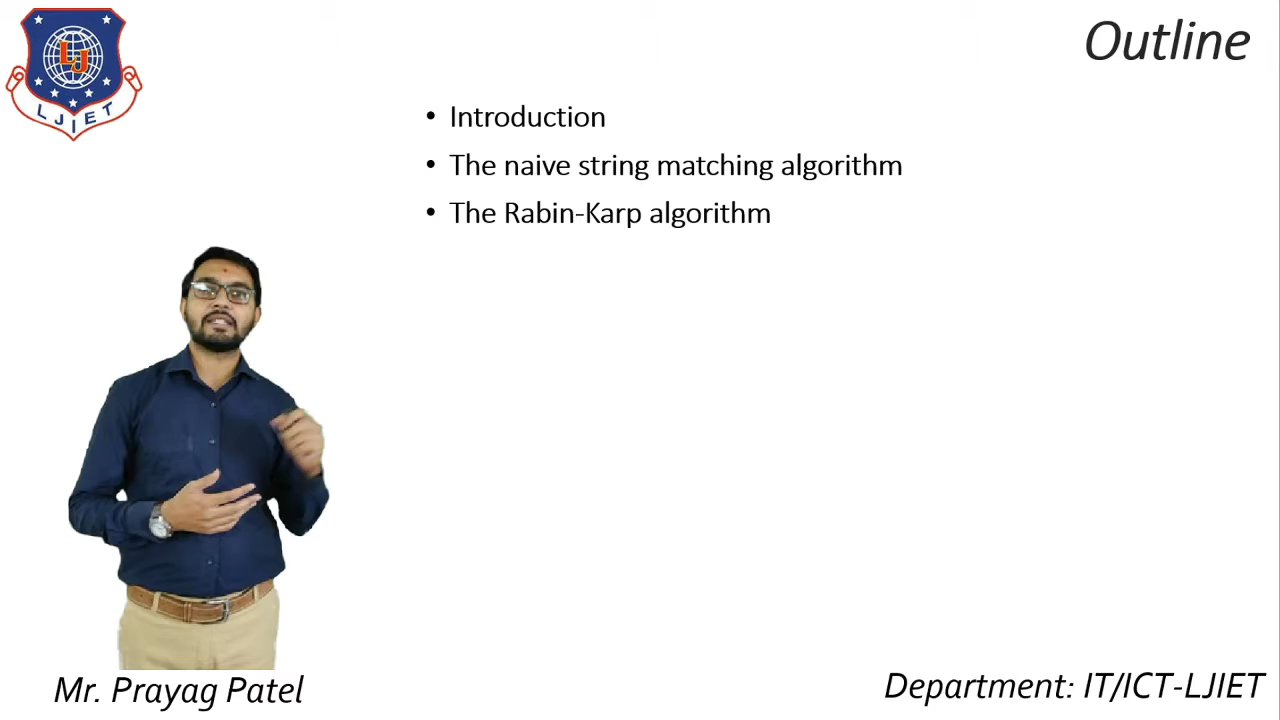 LJ
LJIET
Outline
• Introduction
• The naive string matching algorithm
• The Rabin-Karp algorithm
Mr. Prayag Patel
Department: IT/ICT-LJIET